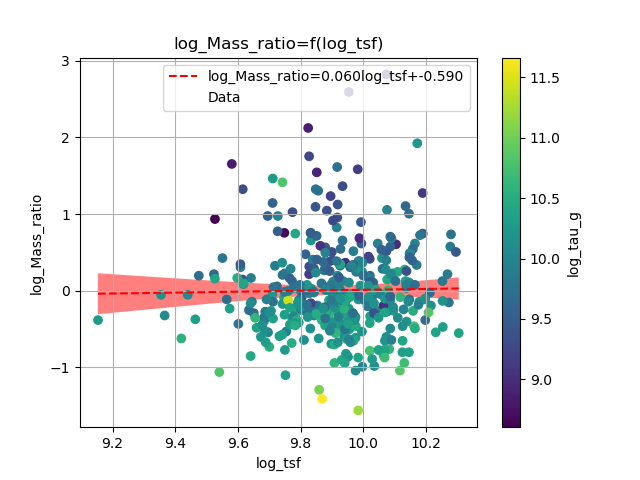 log_Mass_ratio=f(log_tsf)
log_Mass_ratio=0.060log_tsf+-0.590
Data
log_Mass_ratio
3
2
1
0
−1
9.2
9.4
9.6
9.8
10.0
10.2
log_tsf
11.5
11.0
10.5
10.0
9.5
9.0
log_tau_g